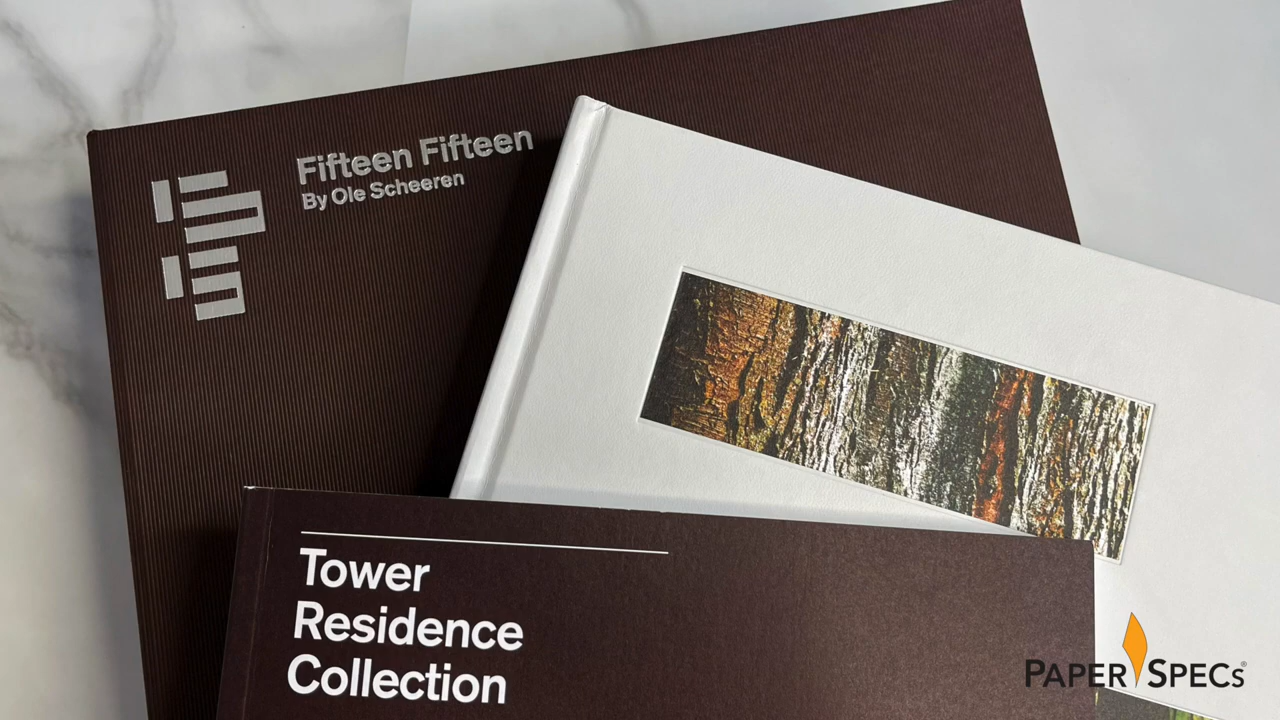 Fifteen Fifteen
By Ole Scheeren
Tower
Residence
Collection
PAPER SPECS®